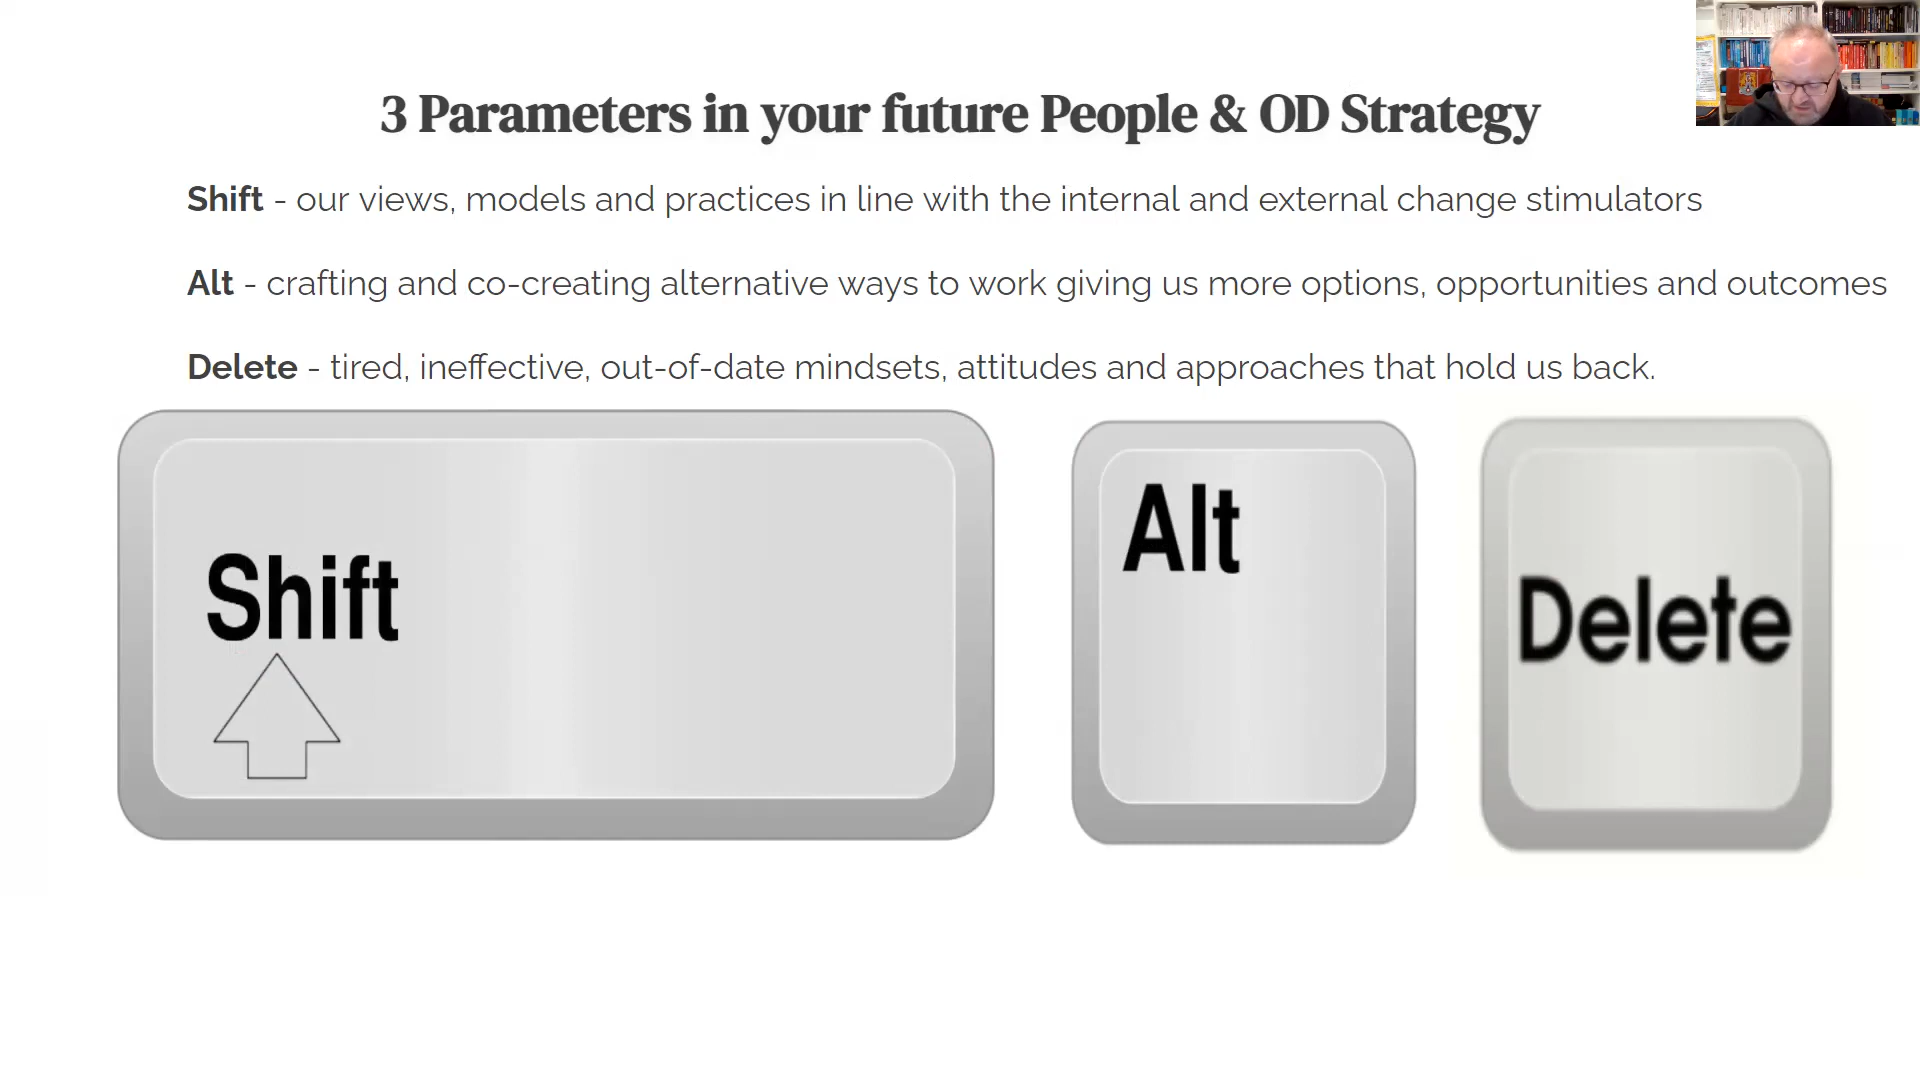 3 Parameters in your future People & OD Strategy
Shift - our views, models and practices in line with the internal and external change stimulators
Alt - crafting and co-creating alternative ways to work giving us more options, opportunities and outcomes
Delete - tired, ineffective, out-of-date mindsets, attitudes and approaches that hold us back.
Shift
Alt
Delete